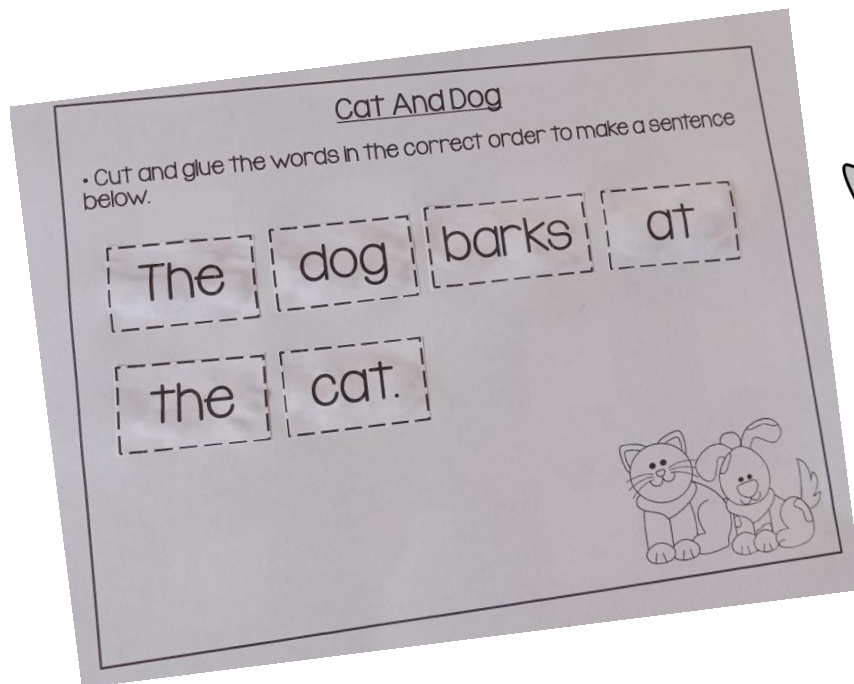 Cat And Dog
• Cut and glue the words in the correct order to make a sentence
below.
The dog barks at
the cat.